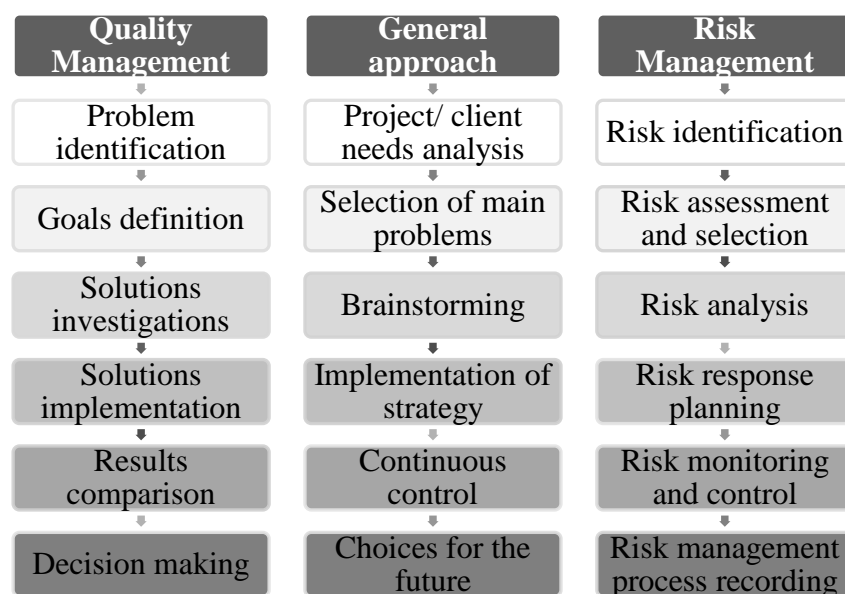 Quality
Management
Problem
identification
Goals definition
Solutions
investigations
Solutions
implementation
Results
comparison
Decision making
General
approach
Project/ client
needs analysis
Selection of main
problems
Brainstorming
Implementation of
strategy
Continuous
control
Choices for the
future
Risk
Management
Risk identification
Risk assessment
and selection
Risk analysis
Risk response
planning
Risk monitoring
and control
Risk management
process recording